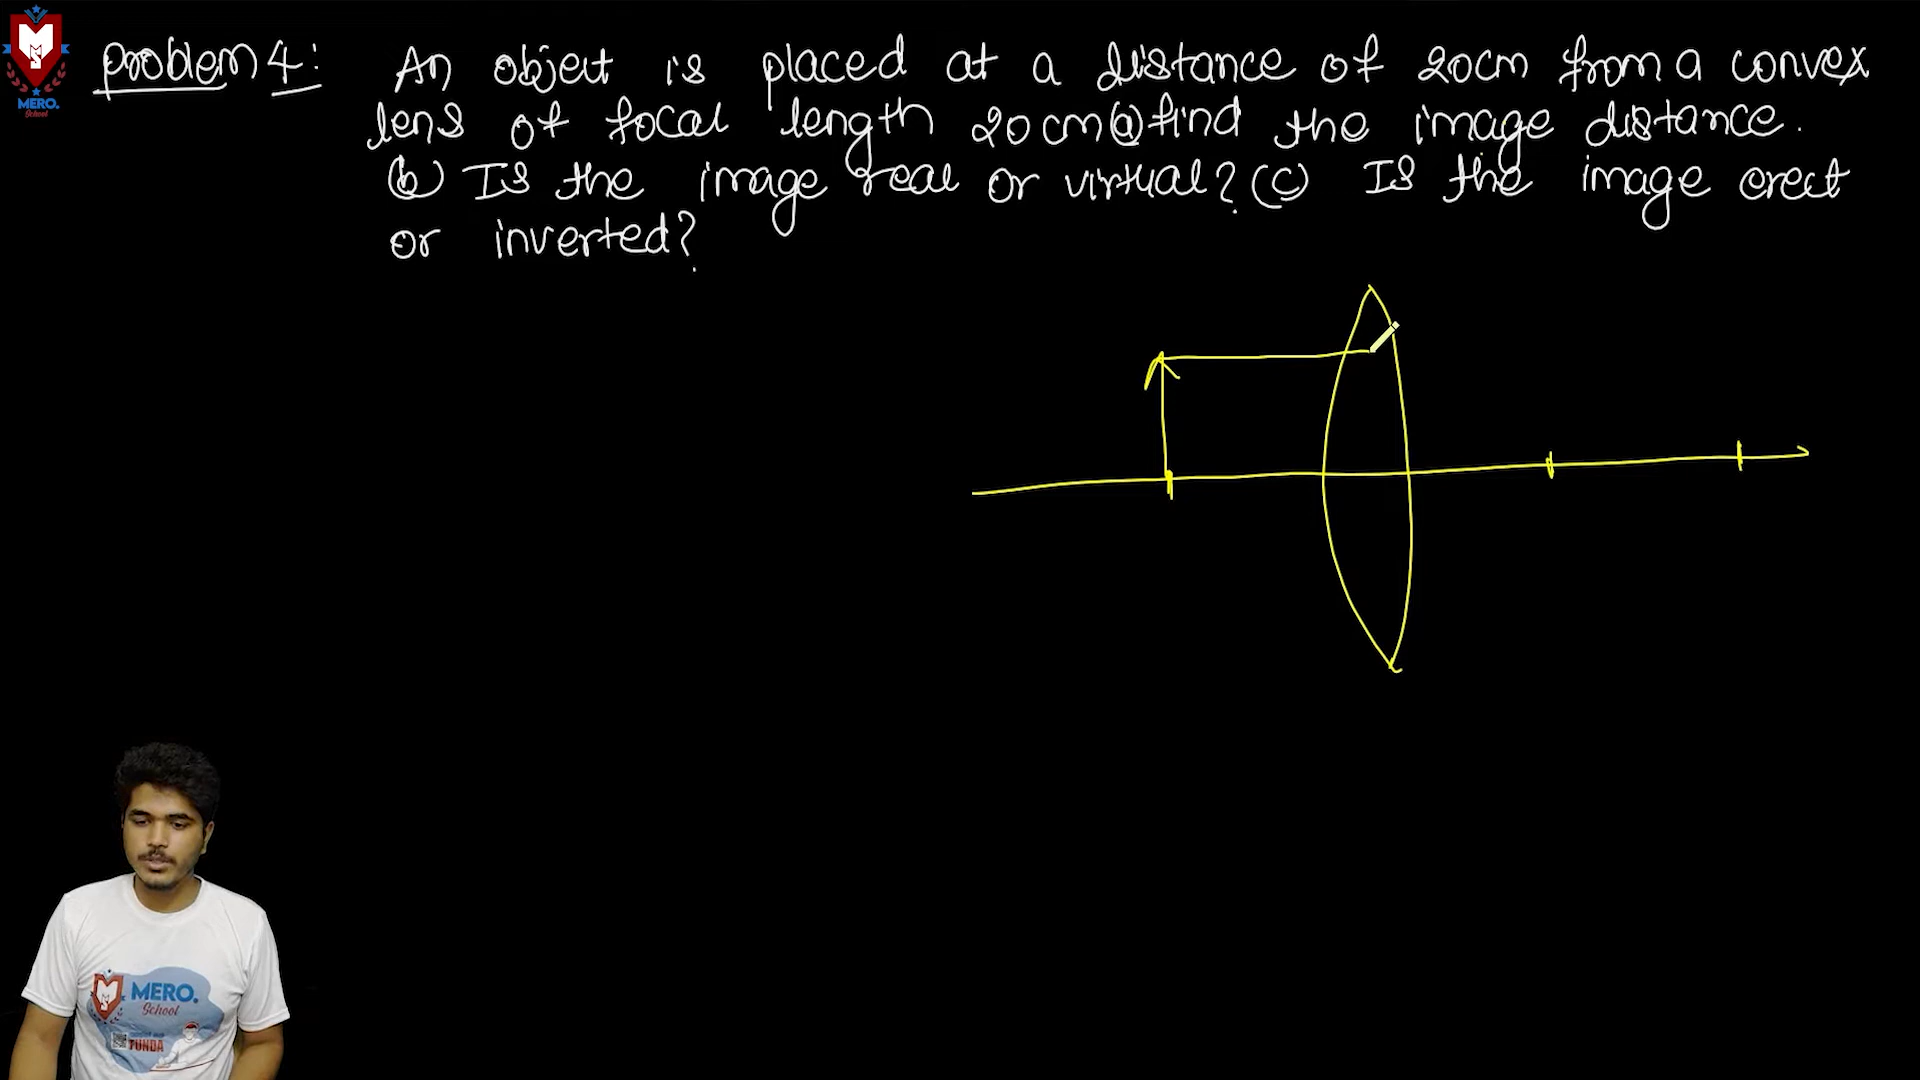 MERO.
School
problem 4: An object is placed at a distance of 20cm from a convex
lens of focal length 20cm (a) find the image distance.
(b) Is the image real or virtual? (c) Is the image erect
or inverted?
MERO.
School
TUNDA